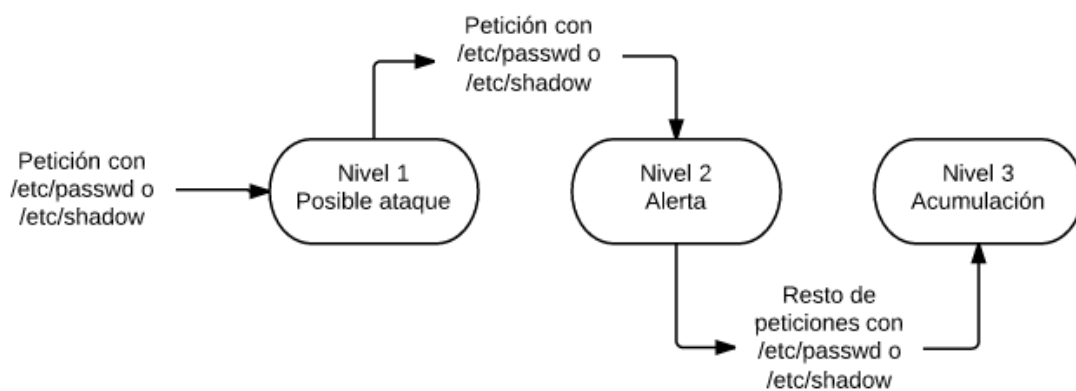 Petición con
/etc/passwd o
/etc/shadow
Nivel 1
Posible ataque
Petición con
/etc/passwd o
/etc/shadow
Nivel 2
Alerta
Resto de
peticiones con
/etc/passwd o
/etc/shadow
Nivel 3
Acumulación